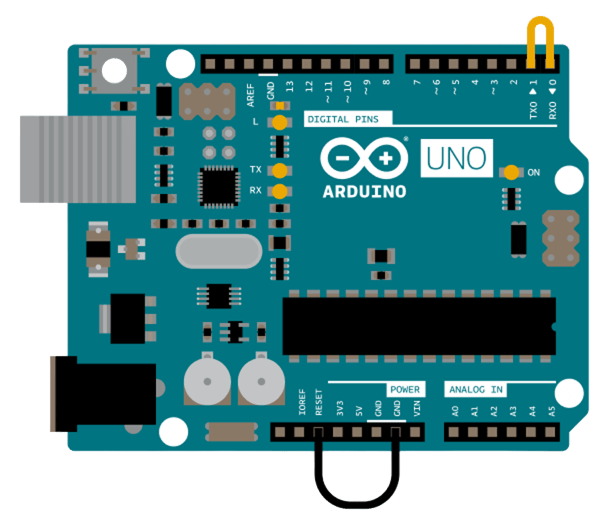 AREF
GND
13
12
~11
~10
~9
8
7
~6
~5
4
~3
2
TX0 ▶ 1
RX0 ◀ 0
L
DIGITAL PINS
TX
RX
®
UNO
ARDUINO
ON
POWER
ANALOG IN
IOREF
RESET
3V3
5V
GND
GND
VIN
A0
A1
A2
A3
A4
A5